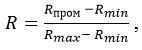 R = (R_пром − R_min) / (R_max − R_min) ,